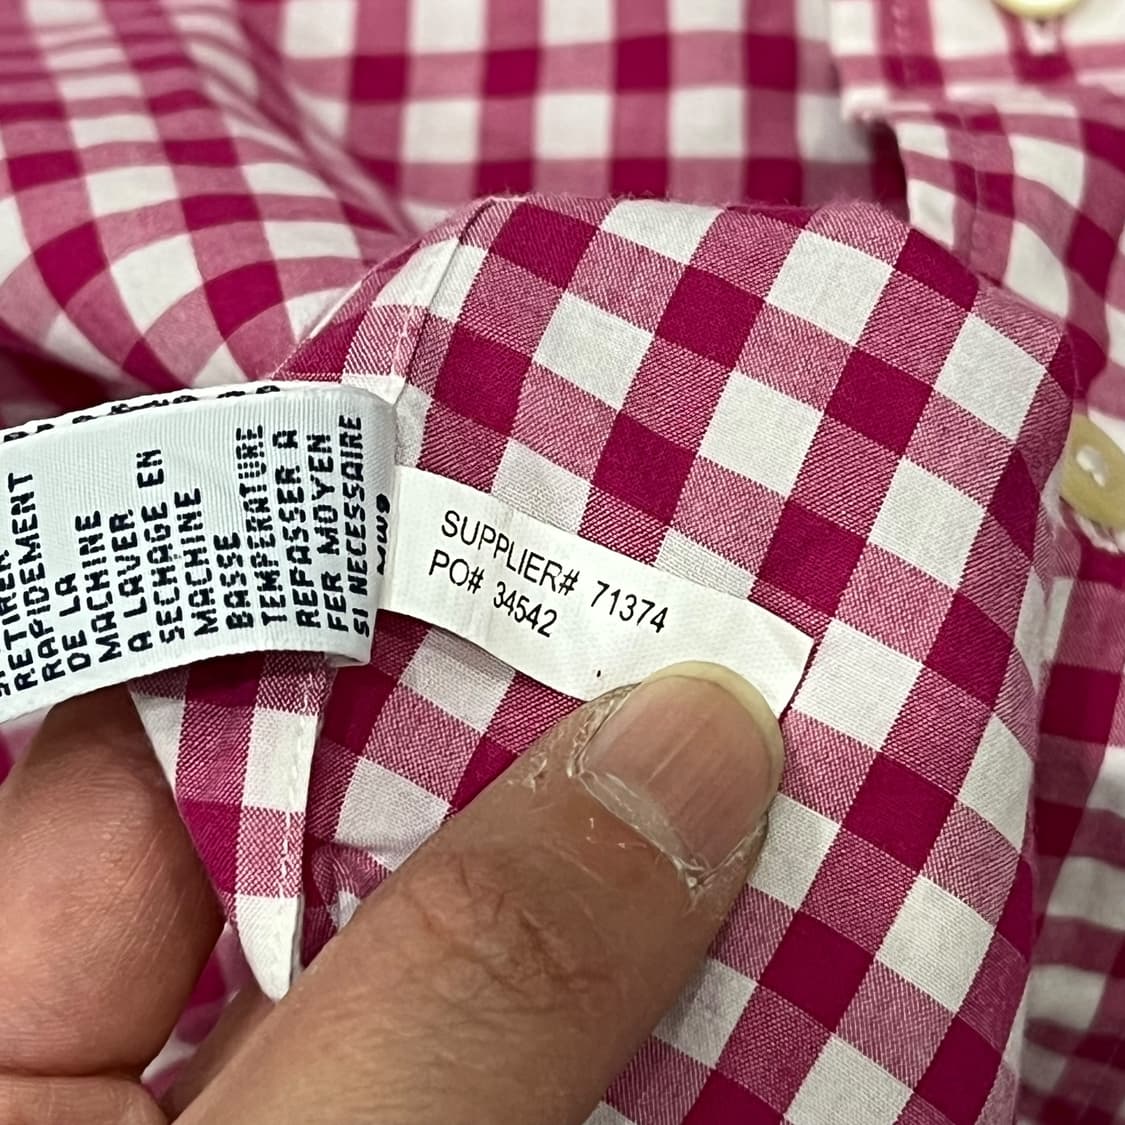 RETIRER
RAPIDEMENT
DE LA
MACHINE
A LAVER
SECHAGE EN
MACHINE
BASSE
TEMPERATURE
REPASSER A
FER MOYEN
SI NECESSAIRE
SUPPLIER# 71374
PO# 34542